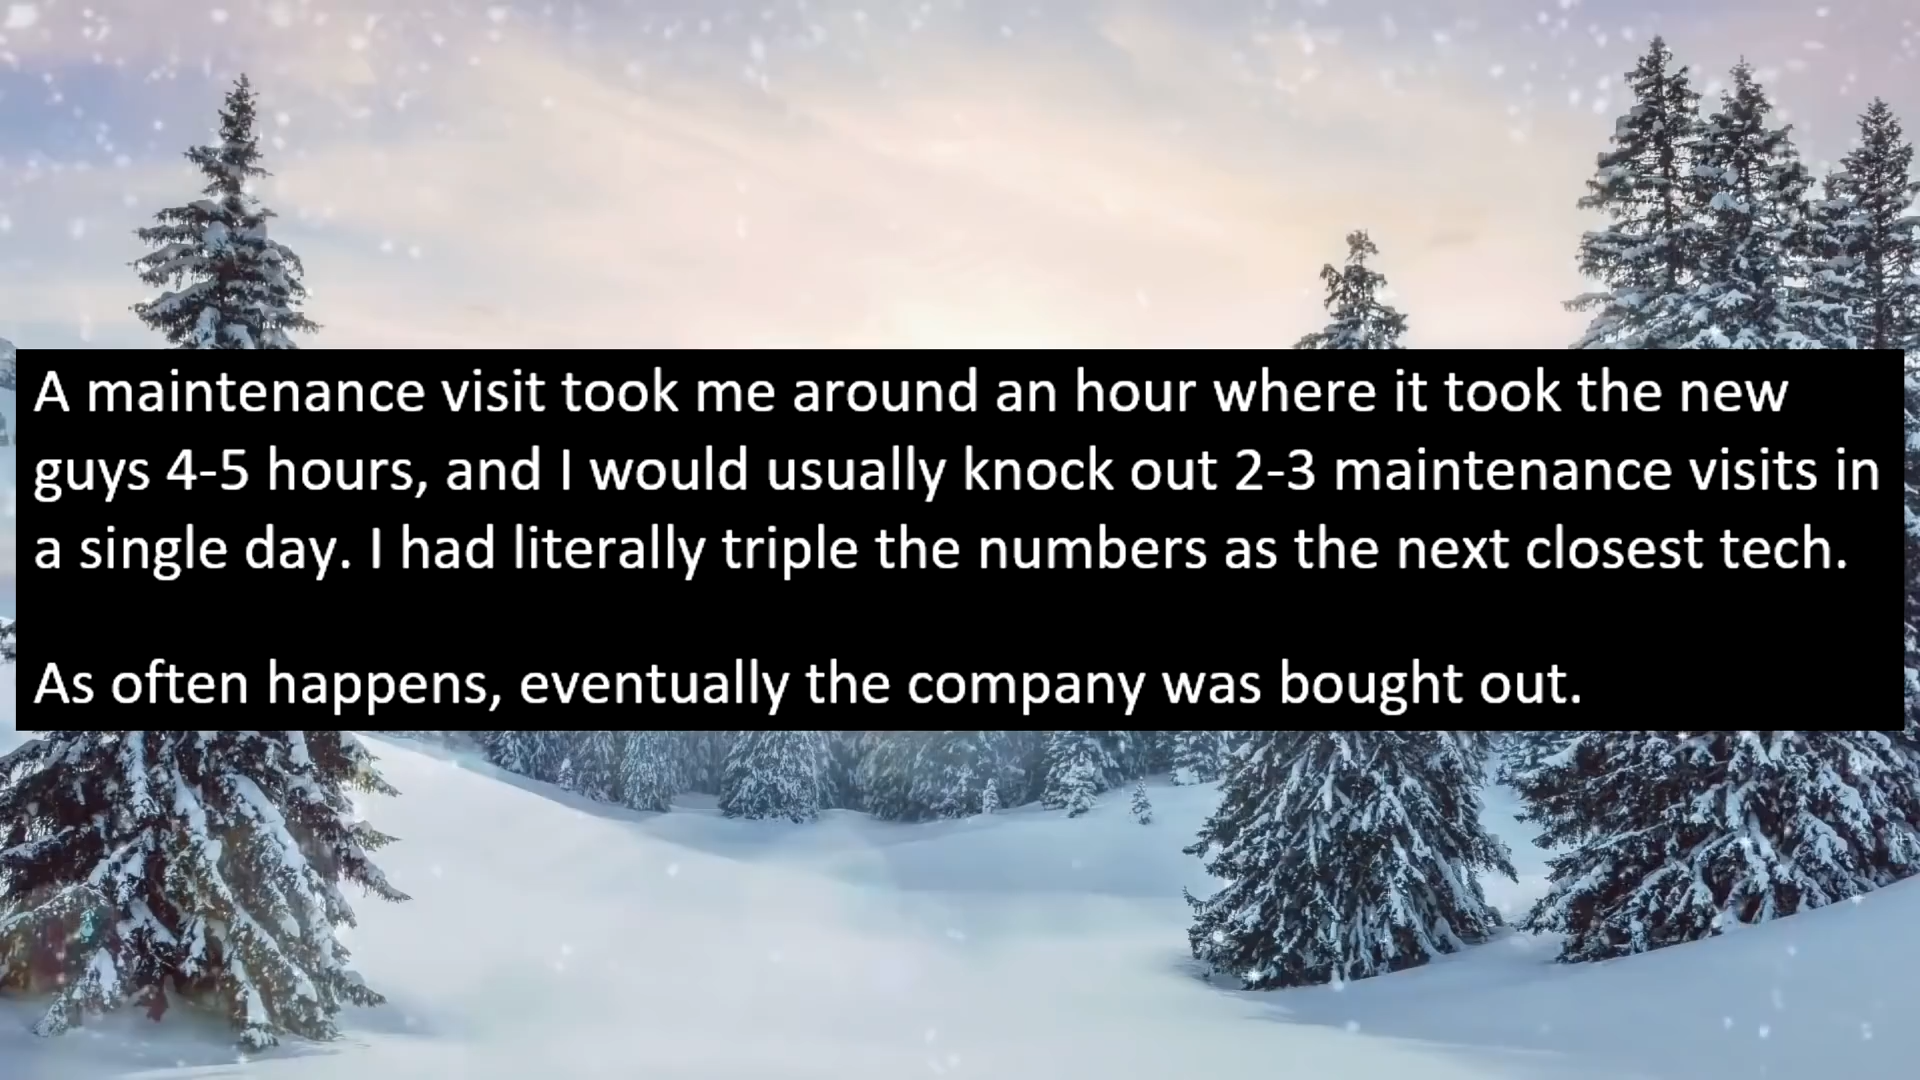 A maintenance visit took me around an hour where it took the new
guys 4-5 hours, and I would usually knock out 2-3 maintenance visits in
a single day. I had literally triple the numbers as the next closest tech.
As often happens, eventually the company was bought out.